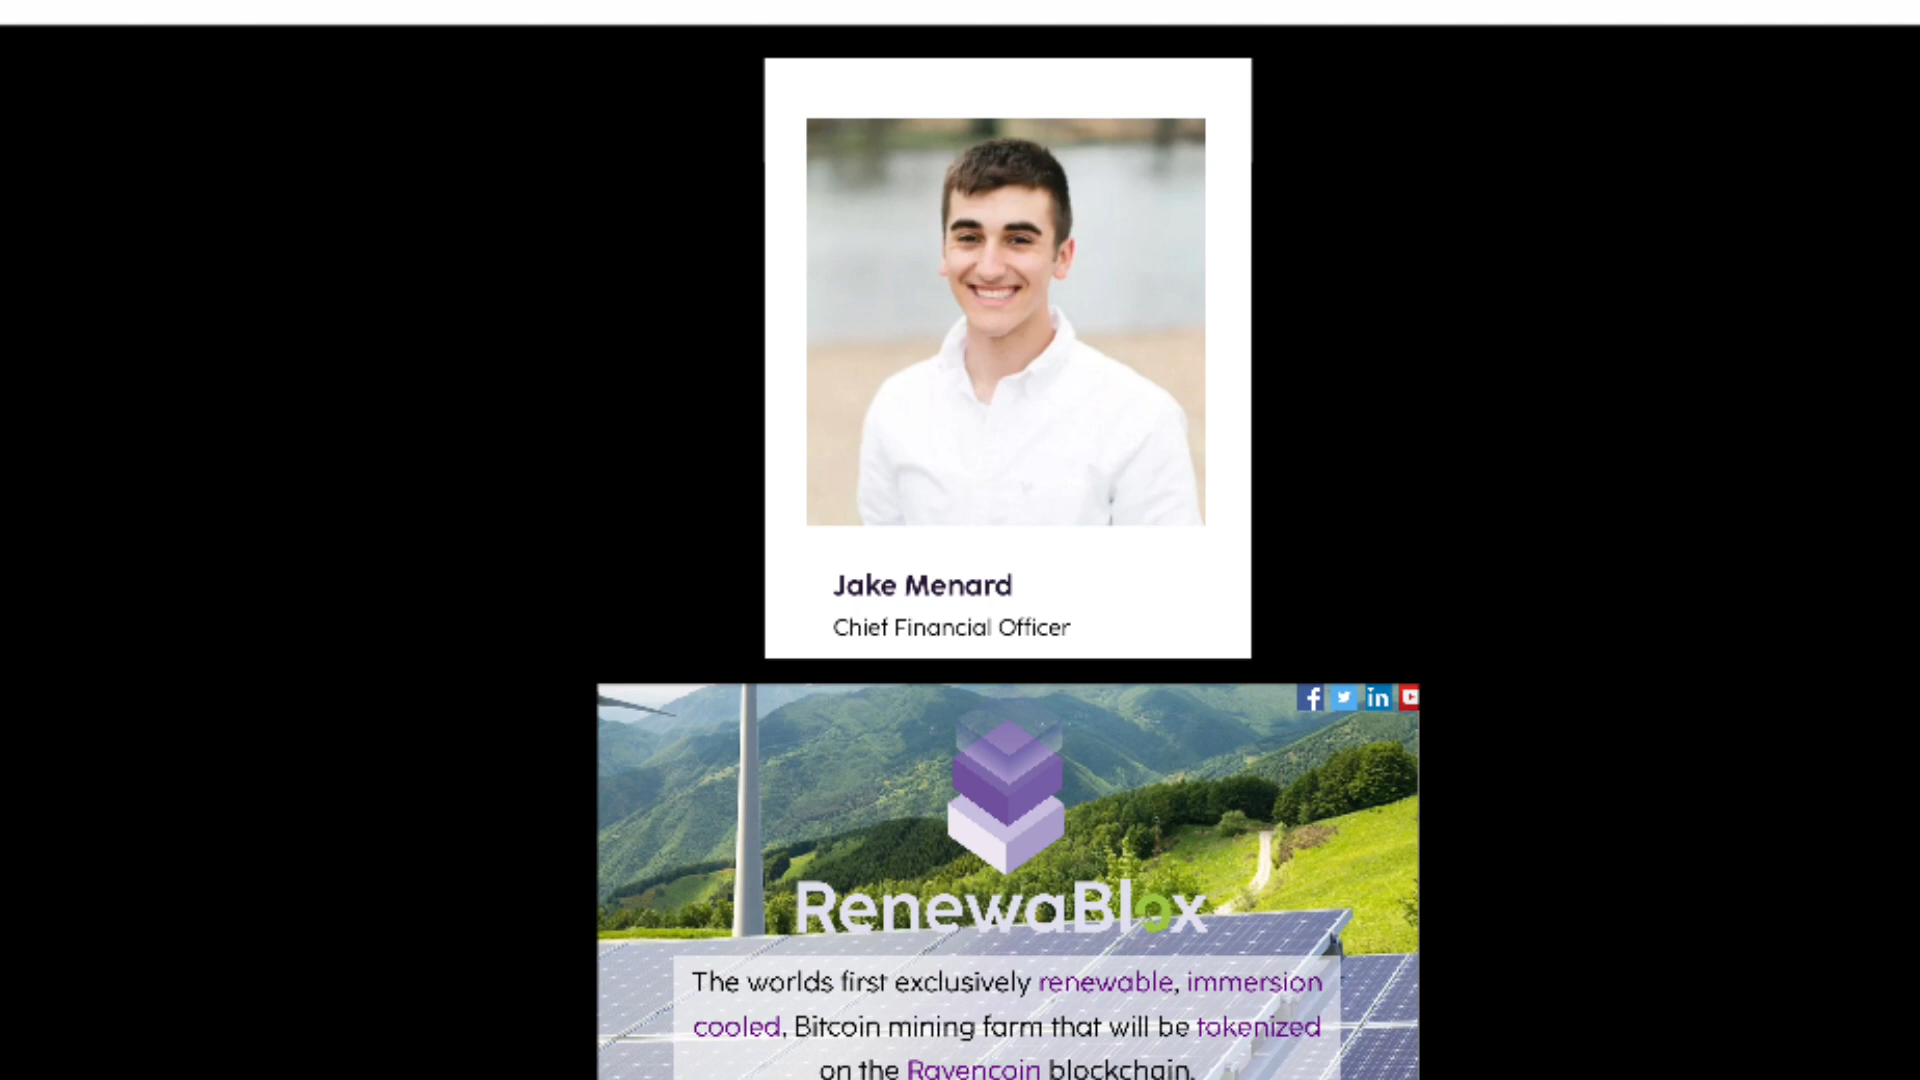 Jake Menard
Chief Financial Officer
RenewaBlox
The worlds first exclusively renewable, immersion
cooled, Bitcoin mining farm that will be tokenized
on the Ravencoin blockchain.